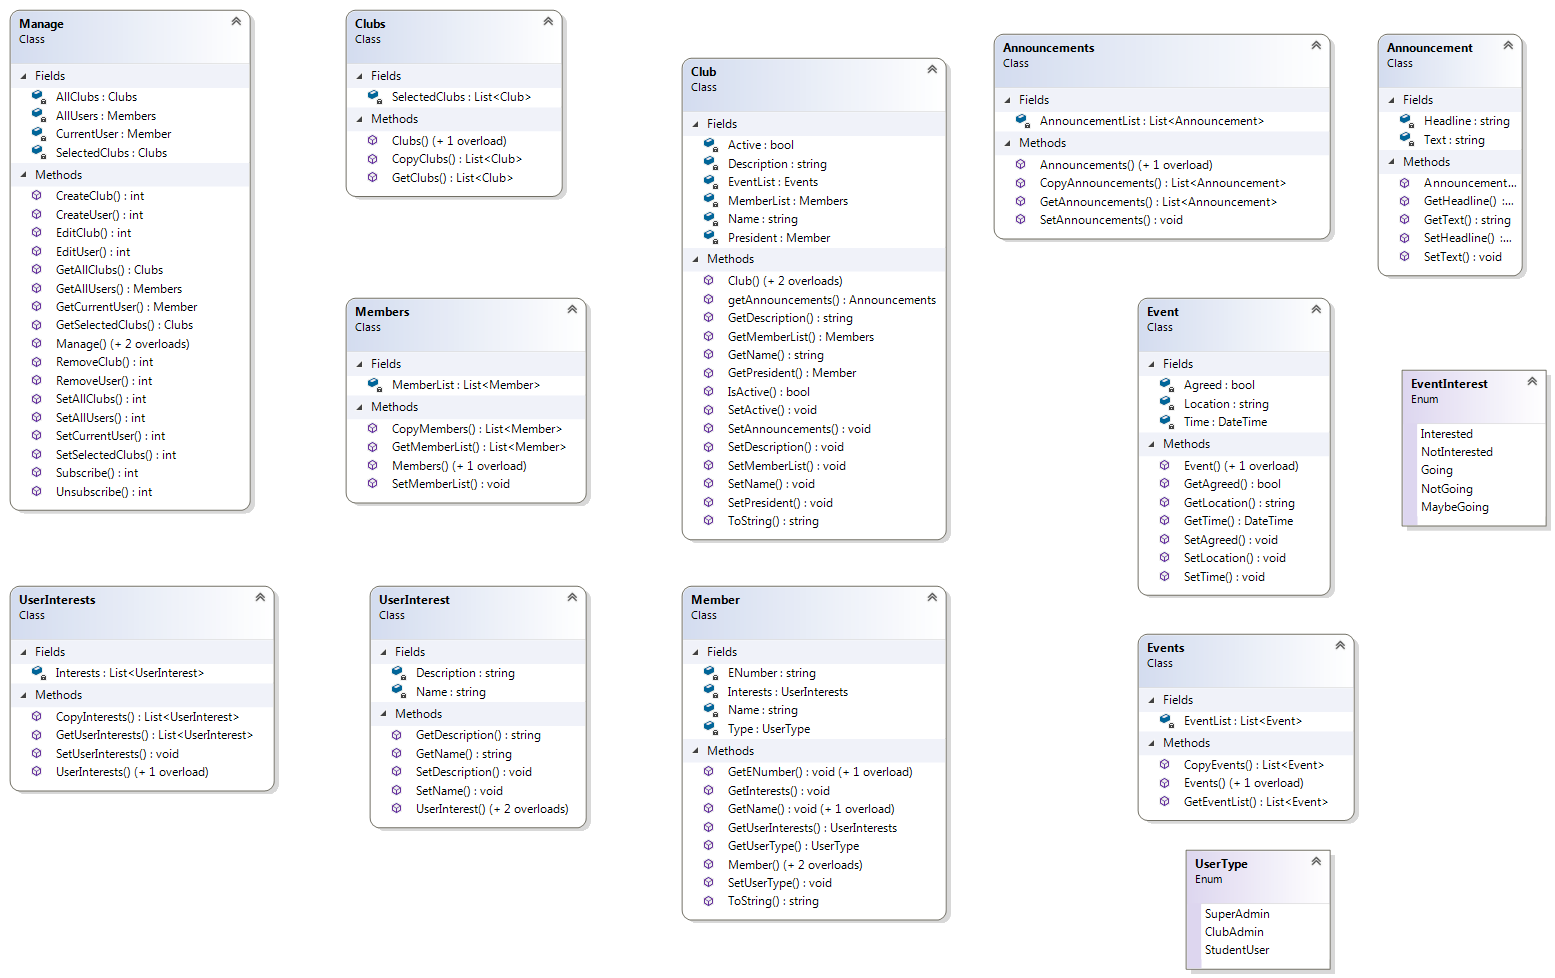 Manage
Class
Fields
AllClubs : Clubs
AllUsers : Members
CurrentUser : Member
SelectedClubs : Clubs
Methods
CreateClub() : int
CreateUser() : int
EditClub() : int
EditUser() : int
GetAllClubs() : Clubs
GetAllUsers() : Members
GetCurrentUser() : Member
GetSelectedClubs() : Clubs
Manage() (+ 2 overloads)
RemoveClub() : int
RemoveUser() : int
SetAllClubs() : int
SetAllUsers() : int
SetCurrentUser() : int
SetSelectedClubs() : int
Subscribe() : int
Unsubscribe() : int
Clubs
Class
Fields
SelectedClubs : List<Club>
Methods
Clubs() (+ 1 overload)
CopyClubs() : List<Club>
GetClubs() : List<Club>
Members
Class
Fields
MemberList : List<Member>
Methods
CopyMembers() : List<Member>
GetMemberList() : List<Member>
Members() (+ 1 overload)
SetMemberList() : void
Club
Class
Fields
Active : bool
Description : string
EventList : Events
MemberList : Members
Name : string
President : Member
Methods
Club() (+ 2 overloads)
getAnnouncements() : Announcements
GetDescription() : string
GetMemberList() : Members
GetName() : string
GetPresident() : Member
IsActive() : bool
SetActive() : void
SetAnnouncements() : void
SetDescription() : void
SetMemberList() : void
SetName() : void
SetPresident() : void
ToString() : string
Announcements
Class
Fields
AnnouncementList : List<Announcement>
Methods
Announcements() (+ 1 overload)
CopyAnnouncements() : List<Announcement>
GetAnnouncements() : List<Announcement>
SetAnnouncements() : void
Announcement
Class
Fields
Headline : string
Text : string
Methods
Announcement...
GetHeadline() :...
GetText() : string
SetHeadline() :...
SetText() : void
Event
Class
Fields
Agreed : bool
Location : string
Time : DateTime
Methods
Event() (+ 1 overload)
GetAgreed() : bool
GetLocation() : string
GetTime() : DateTime
SetAgreed() : void
SetLocation() : void
SetTime() : void
EventInterest
Enum
Interested
NotInterested
Going
NotGoing
MaybeGoing
UserInterests
Class
Fields
Interests : List<UserInterest>
Methods
CopyInterests() : List<UserInterest>
GetUserInterests() : List<UserInterest>
SetUserInterests() : void
UserInterests() (+ 1 overload)
UserInterest
Class
Fields
Description : string
Name : string
Methods
GetDescription() : string
GetName() : string
SetDescription() : void
SetName() : void
UserInterest() (+ 2 overloads)
Member
Class
Fields
ENumber : string
Interests : UserInterests
Name : string
Type : UserType
Methods
GetENumber() : void (+ 1 overload)
GetInterests() : void
GetName() : void (+ 1 overload)
GetUserInterests() : UserInterests
GetUserType() : UserType
Member() (+ 2 overloads)
SetUserType() : void
ToString() : string
Events
Class
Fields
EventList : List<Event>
Methods
CopyEvents() : List<Event>
Events() (+ 1 overload)
GetEventList() : List<Event>
UserType
Enum
SuperAdmin
ClubAdmin
StudentUser